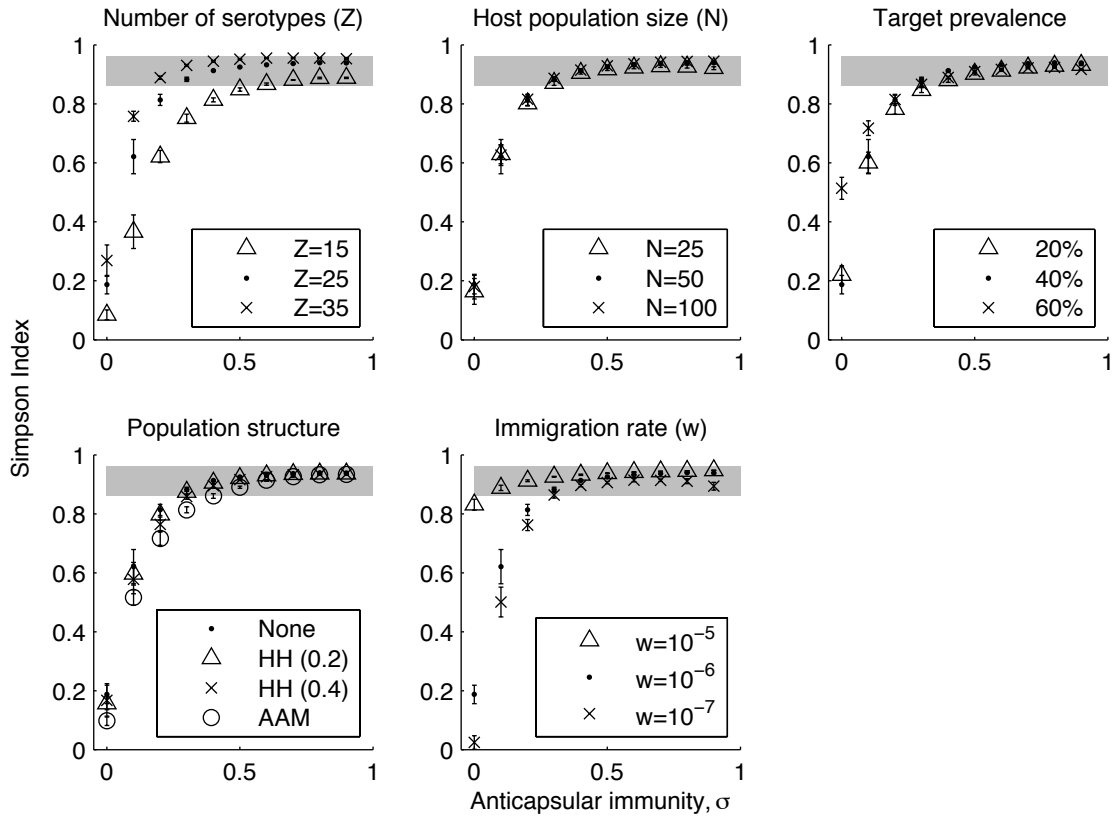 Number of serotypes (Z)
Host population size (N)
Target prevalence
1
0.8
0.6
0.4
0.2
0
0
0.5
1
Z=15
Z=25
Z=35
1
0.8
0.6
0.4
0.2
0
0
0.5
1
N=25
N=50
N=100
1
0.8
0.6
0.4
0.2
0
0
0.5
1
20%
40%
60%
Simpson Index
Population structure
Immigration rate (w)
1
0.8
0.6
0.4
0.2
0
0
0.5
1
None
HH (0.2)
HH (0.4)
AAM
1
0.8
0.6
0.4
0.2
0
0
0.5
1
w=10⁻⁵
w=10⁻⁶
w=10⁻⁷
Anticapsular immunity, σ